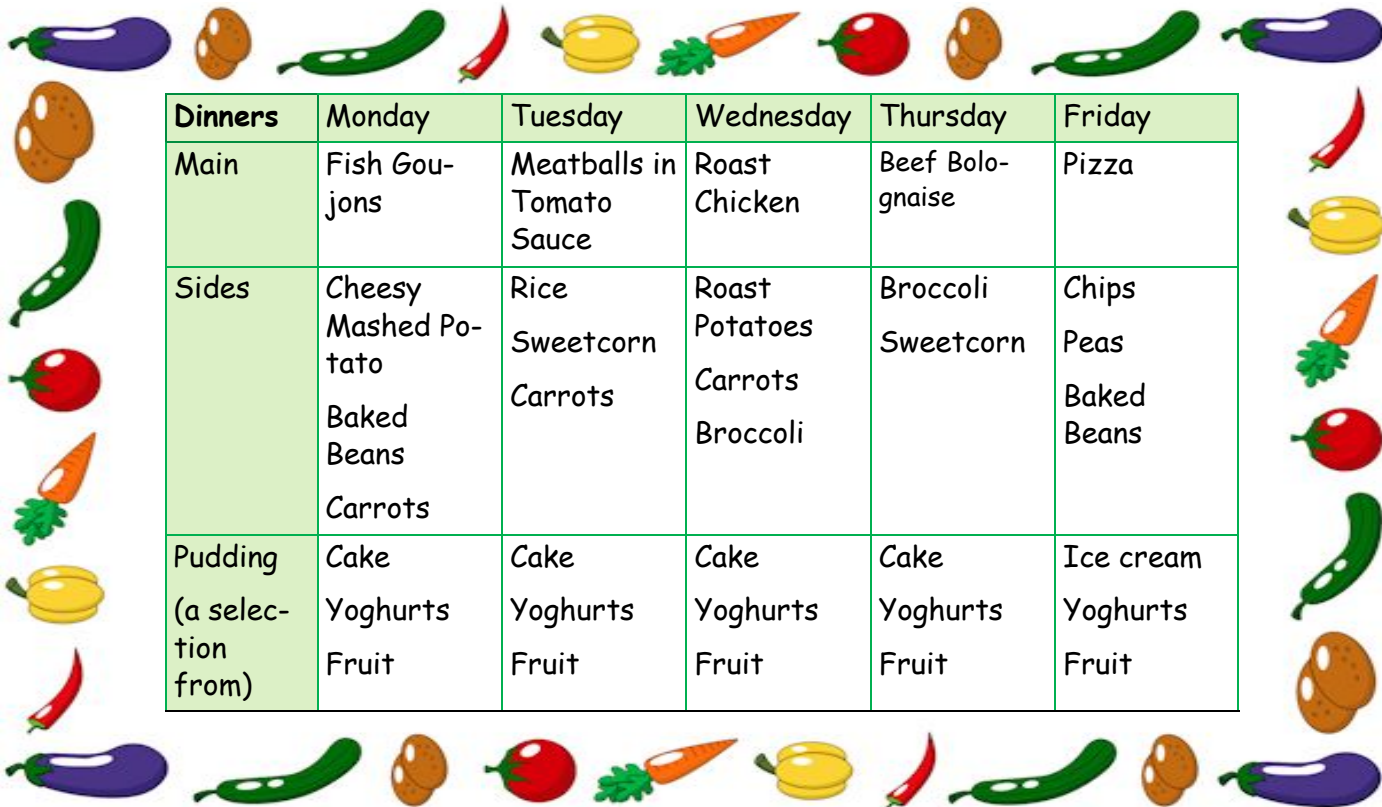 Dinners Monday Tuesday Wednesday Thursday Friday
Main
Fish Gou-
jons
Meatballs in
Tomato
Sauce
Roast
Chicken
Beef Bolo-
gnaise
Pizza
Sides
Cheesy
Mashed Po-
tato
Baked
Beans
Carrots
Rice
Sweetcorn
Carrots
Roast
Potatoes
Carrots
Broccoli
Broccoli
Sweetcorn
Chips
Peas
Baked
Beans
Pudding
(a selec-
tion
from)
Cake
Yoghurts
Fruit
Cake
Yoghurts
Fruit
Cake
Yoghurts
Fruit
Cake
Yoghurts
Fruit
Ice cream
Yoghurts
Fruit